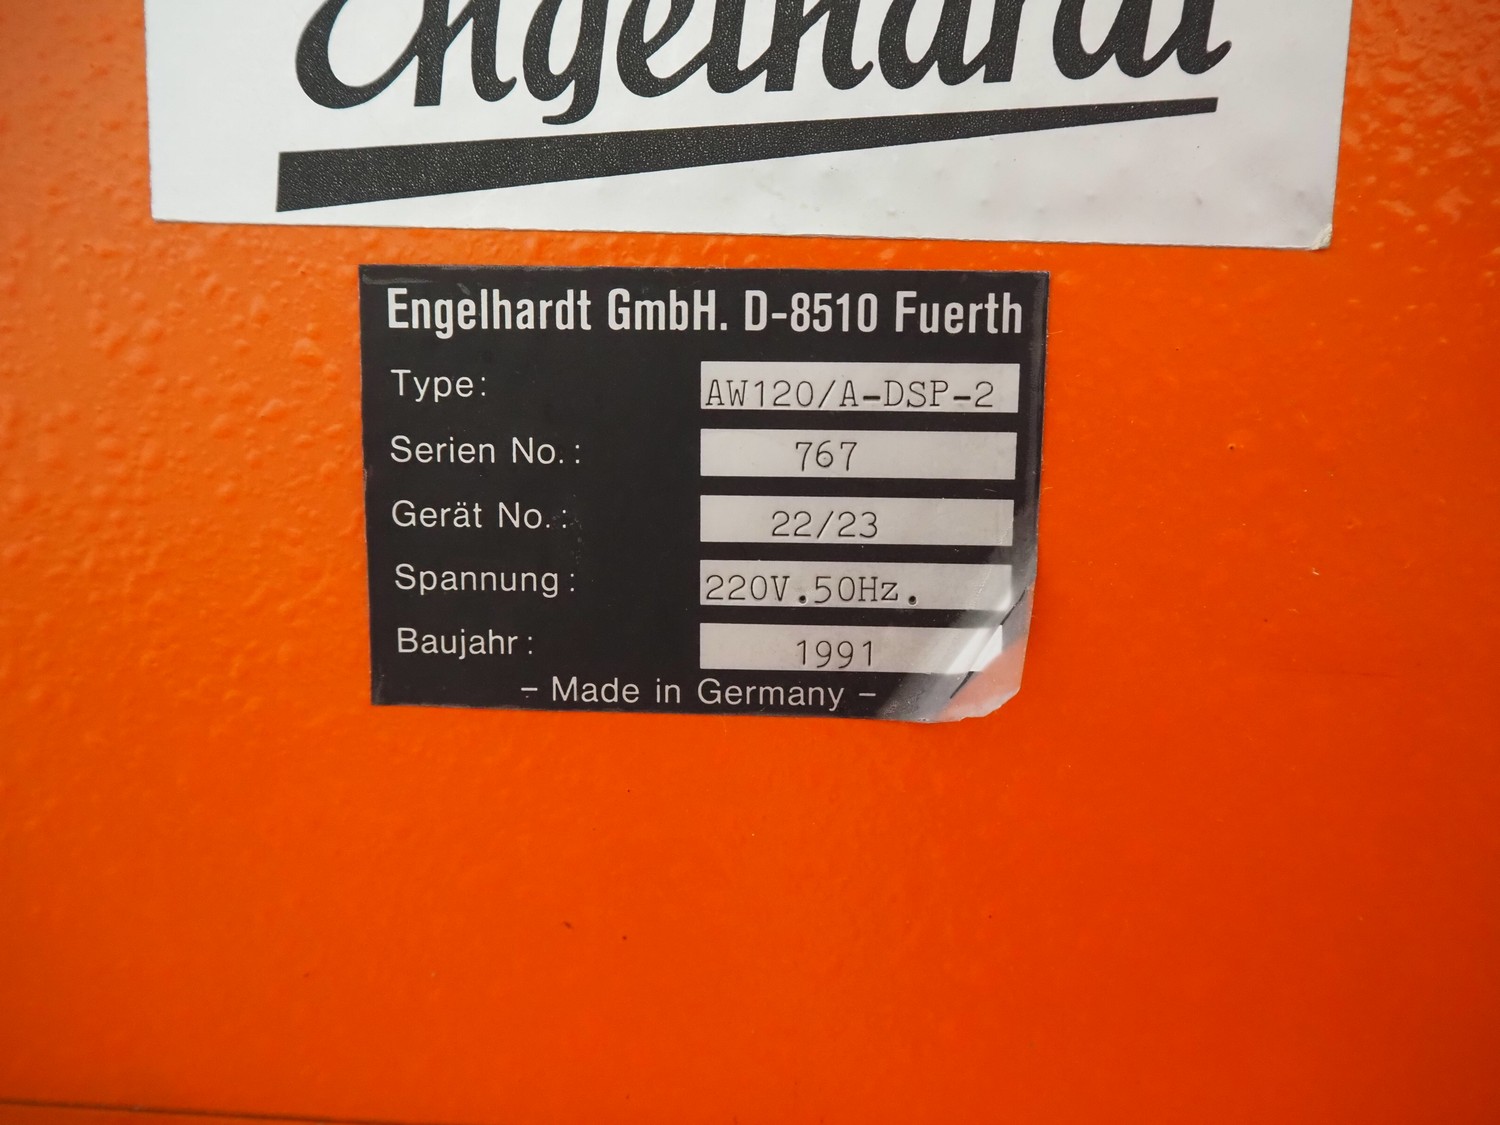 Engelhardt
Engelhardt GmbH. D-8510 Fuerth
Type: AW120/A-DSP-2
Serien No.: 767
Gerät No.: 22/23
Spannung: 220V.50Hz.
Baujahr: 1991
– Made in Germany –